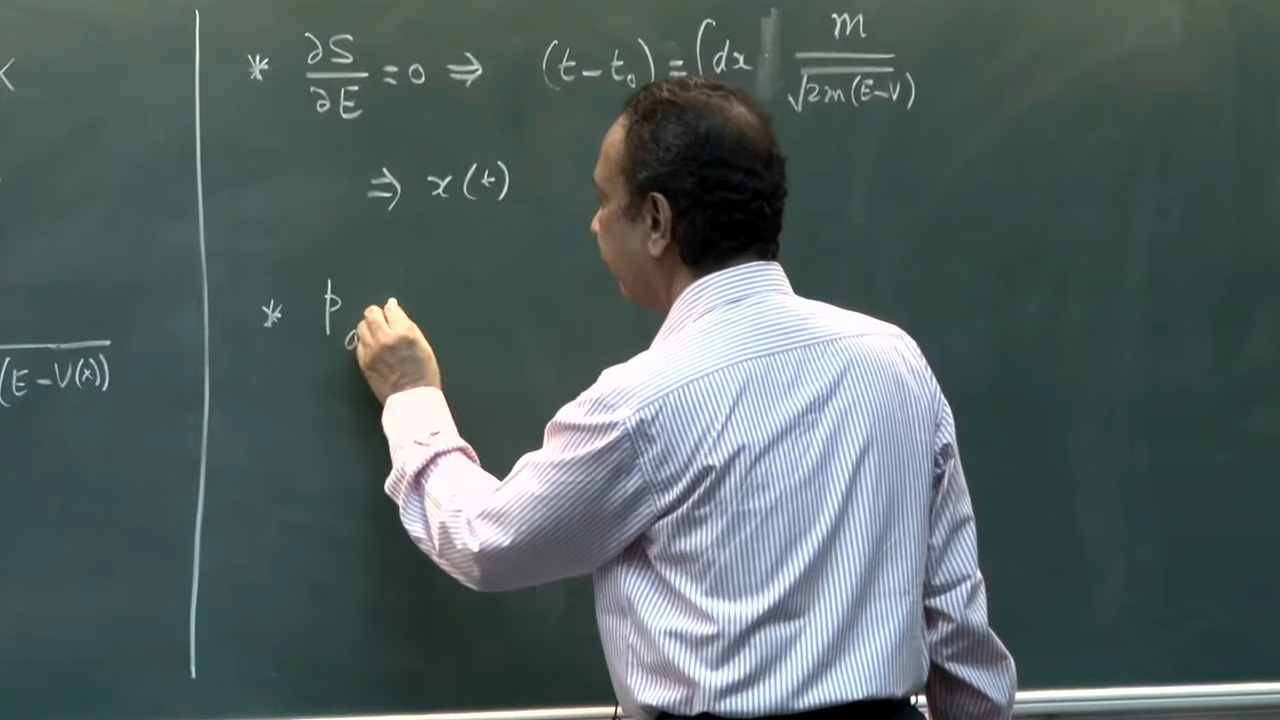 * ∂S/∂E = 0 ⇒ (t - t₀) = ∫dx m/√2m(E-V)
⇒ x(t)
* p
(E - V(x))